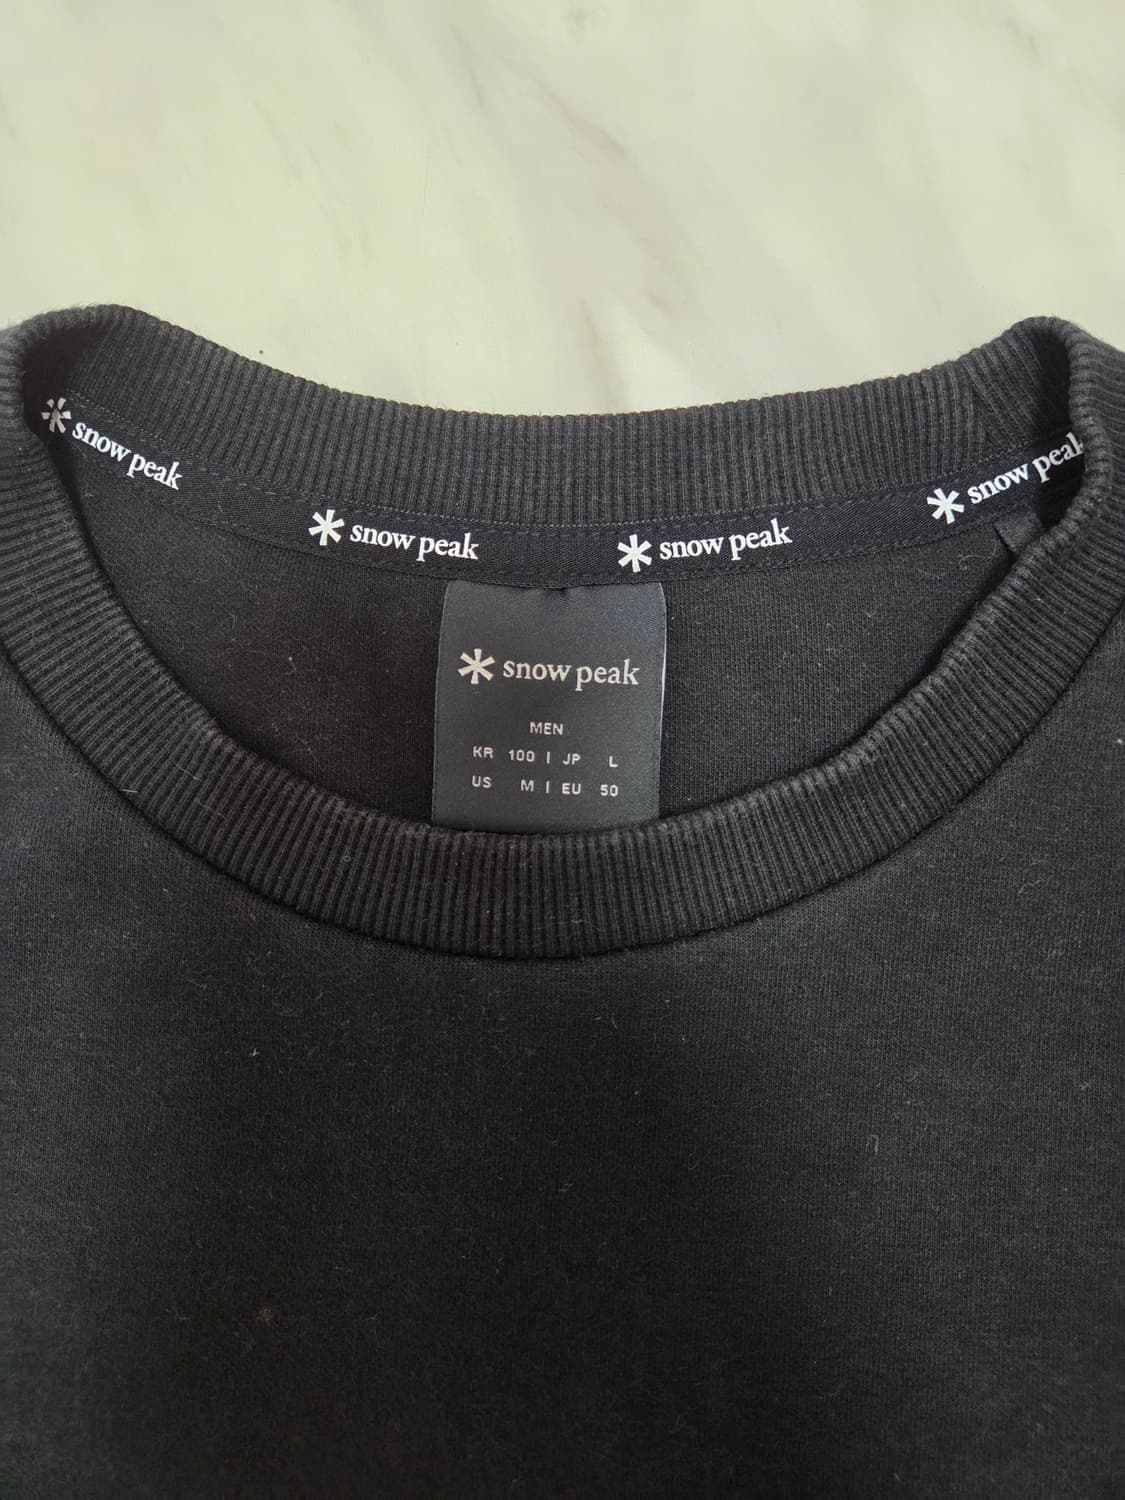 snow peak
snow peak
snow peak
snow peak
snow peak
MEN
KR 100 | JP L
US M | EU 50